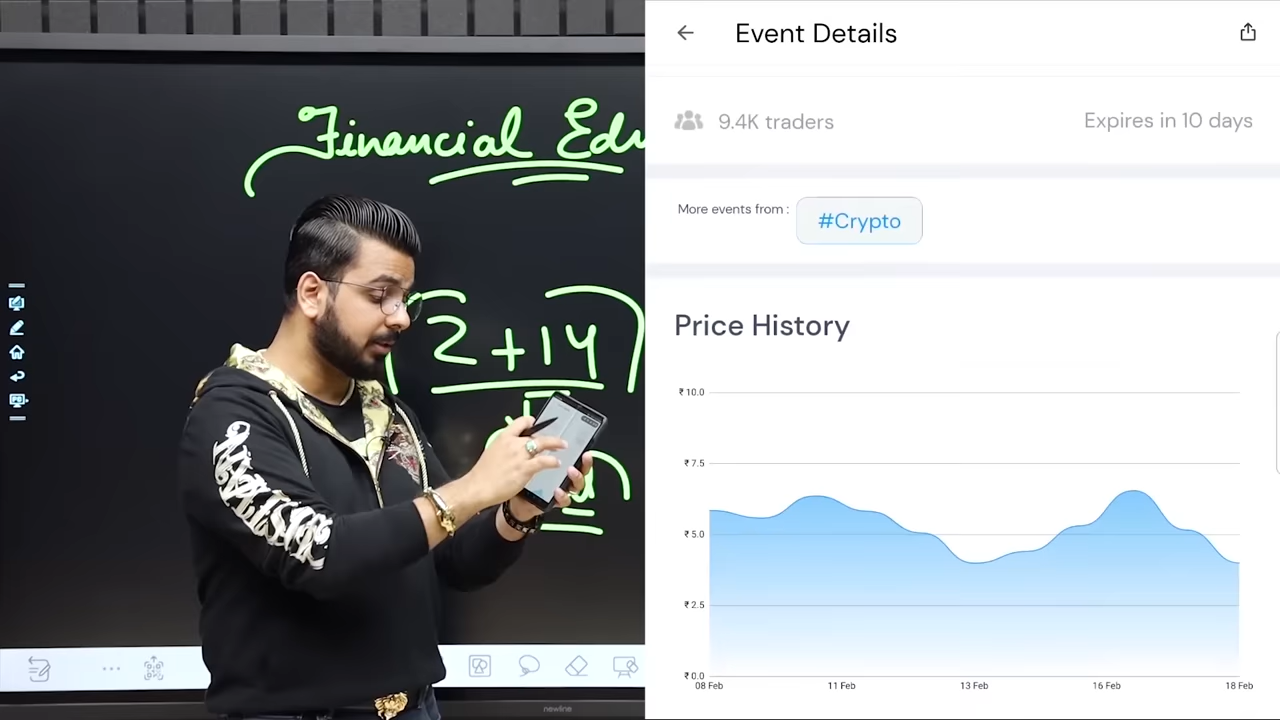 Financial Edu
2 + 14
newline
Event Details
9.4K traders
Expires in 10 days
More events from :
#Crypto
Price History
₹10.0
₹7.5
₹5.0
₹2.5
₹0.0
08 Feb
11 Feb
13 Feb
16 Feb
18 Feb